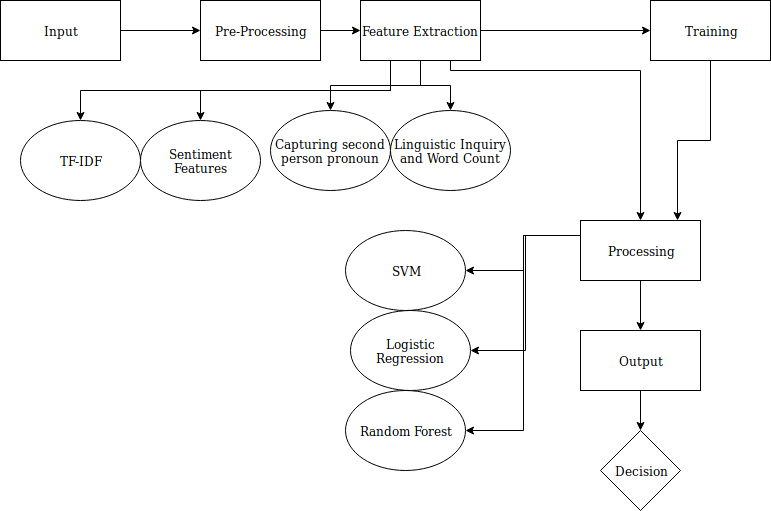 Input
Pre-Processing
Feature Extraction
Training
TF-IDF
Sentiment
Features
Capturing second
person pronoun
Linguistic Inquiry
and Word Count
Processing
SVM
Logistic
Regression
Output
Random Forest
Decision